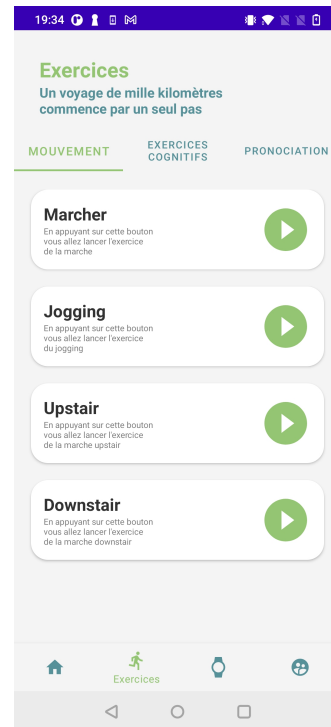 19:34
Exercices
Un voyage de mille kilomètres
commence par un seul pas
MOUVEMENT
EXERCICES
COGNITIFS
PRONOCIATION
Marcher
En appuyant sur cette bouton
vous allez lancer l'exercice
de la marche
Jogging
En appuyant sur cette bouton
vous allez lancer l'exercice
du jogging
Upstair
En appuyant sur cette bouton
vous allez lancer l'exercice
de la marche upstair
Downstair
En appuyant sur cette bouton
vous allez lancer l'exercice
de la marche downstair
Exercices